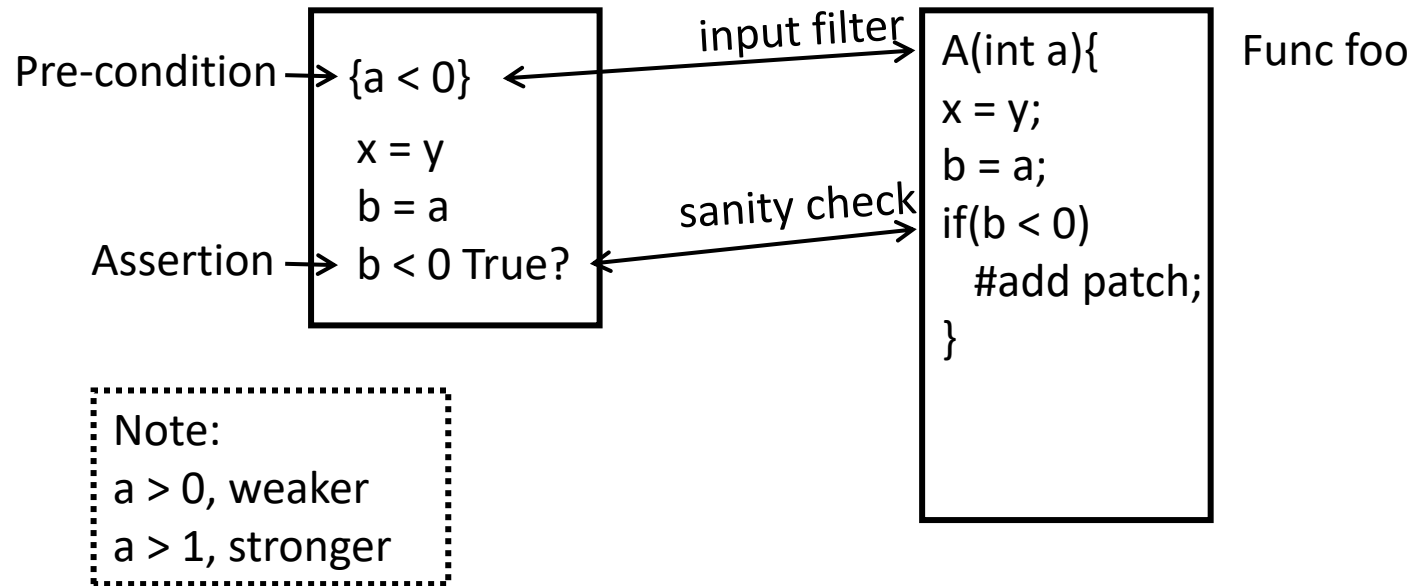 Pre-condition
{a < 0}
x = y
b = a
Assertion
b < 0 True?
input filter
sanity check
A(int a){
x = y;
b = a;
if(b < 0)
#add patch;
}
Func foo
Note:
a > 0, weaker
a > 1, stronger